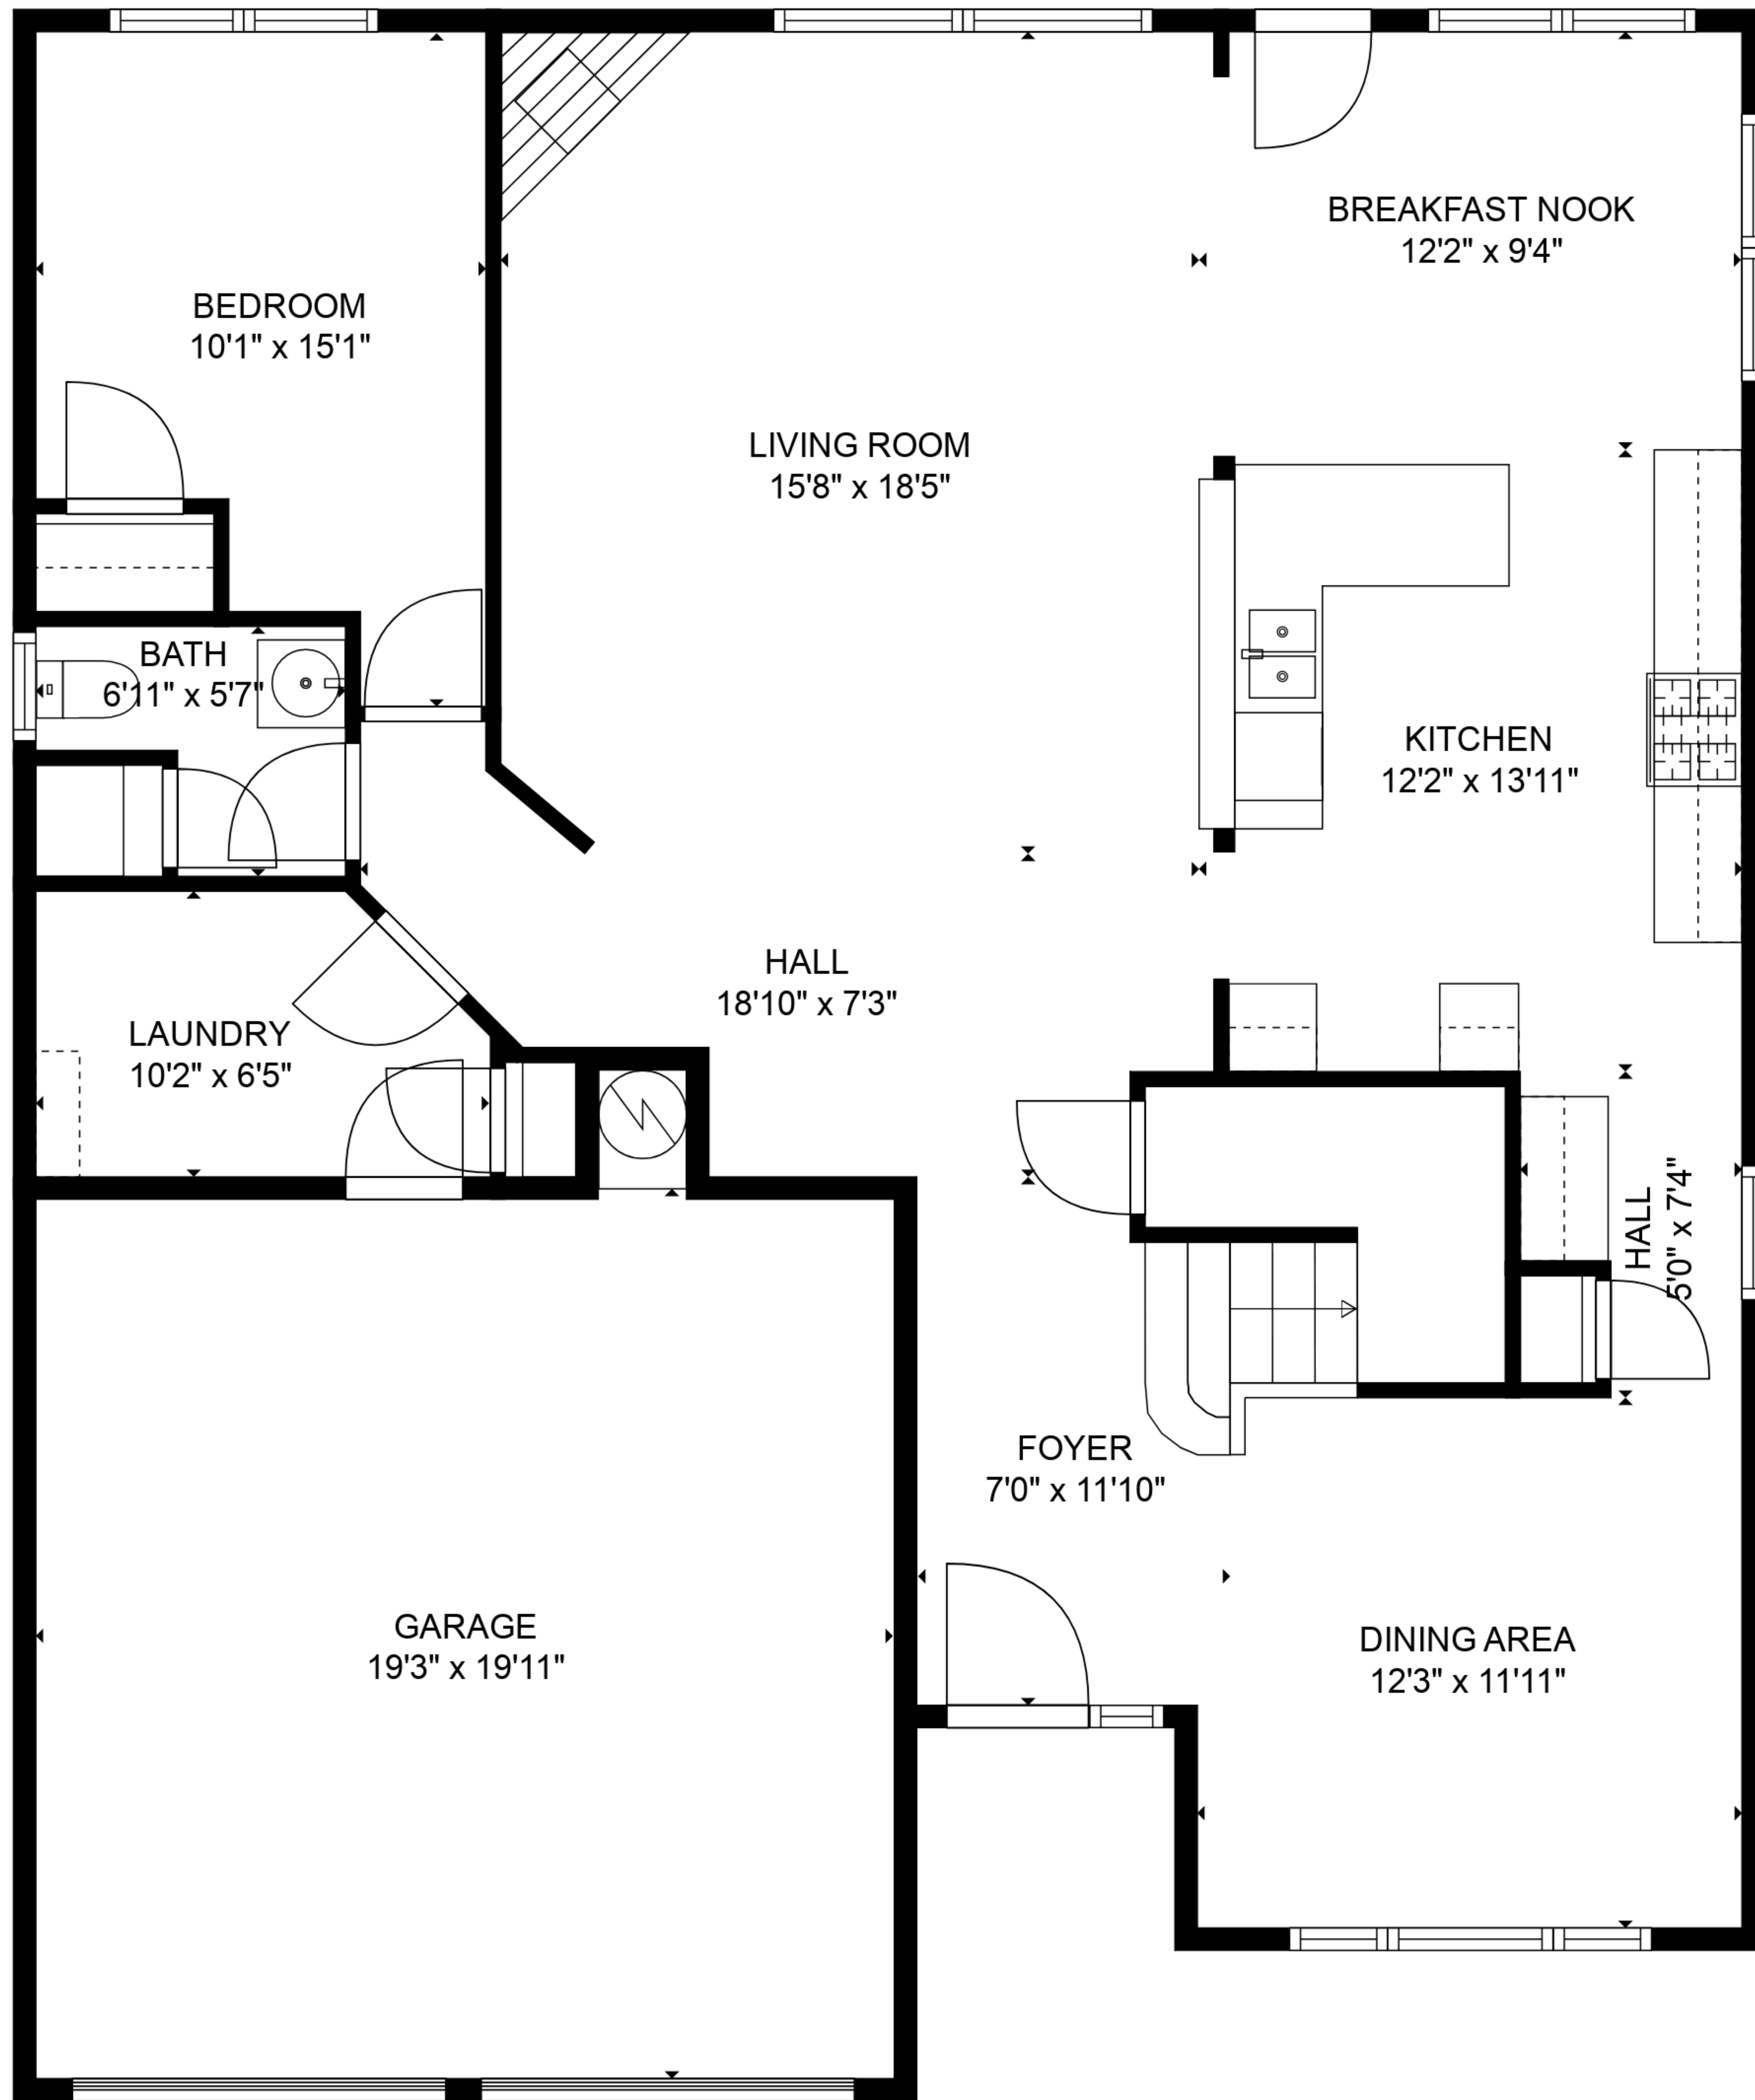 BREAKFAST NOOK
12'2" x 9'4"
BEDROOM
10'1" x 15'1"
LIVING ROOM
15'8" x 18'5"
BATH
6'11" x 5'7"
KITCHEN
12'2" x 13'11"
HALL
18'10" x 7'3"
LAUNDRY
10'2" x 6'5"
HALL
5'0" x 7'4"
FOYER
7'0" x 11'10"
GARAGE
19'3" x 19'11"
DINING AREA
12'3" x 11'11"